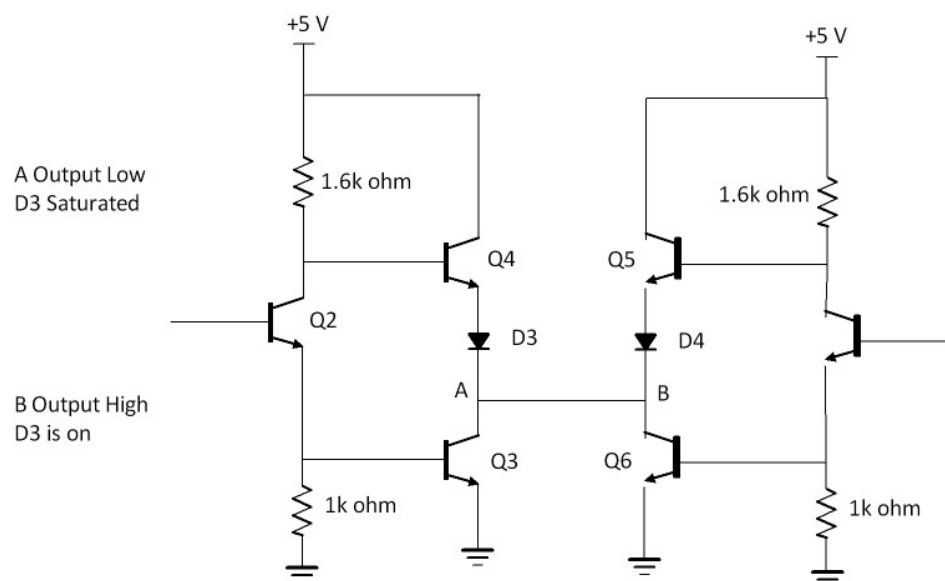 +5 V
+5 V
A Output Low
D3 Saturated
1.6k ohm
1.6k ohm
Q4
Q5
Q2
D3
D4
A
B
B Output High
D3 is on
Q3
Q6
1k ohm
1k ohm